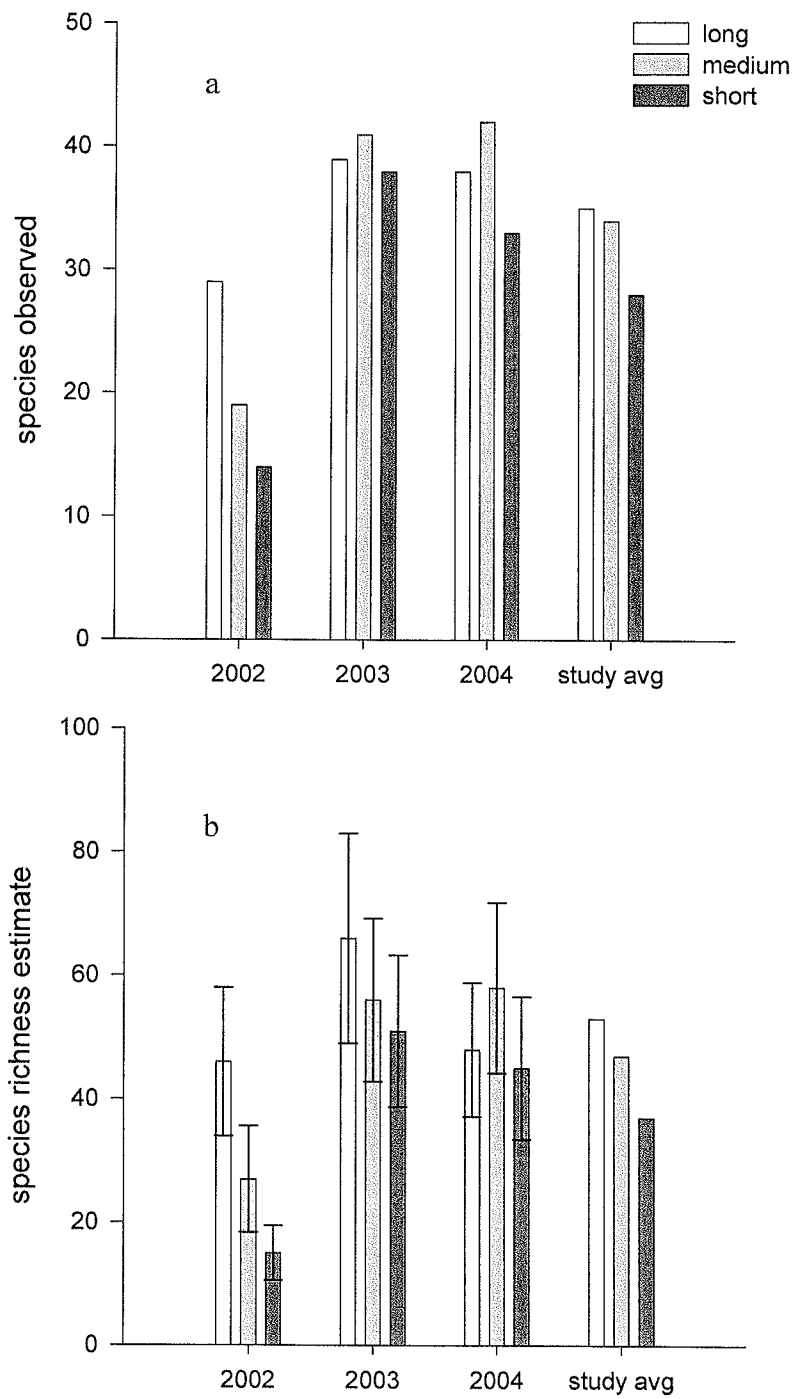 50
40
30
20
10
0
species observed
a
long
medium
short
2002 2003 2004 study avg
100
80
60
40
20
0
species richness estimate
b
2002 2003 2004 study avg